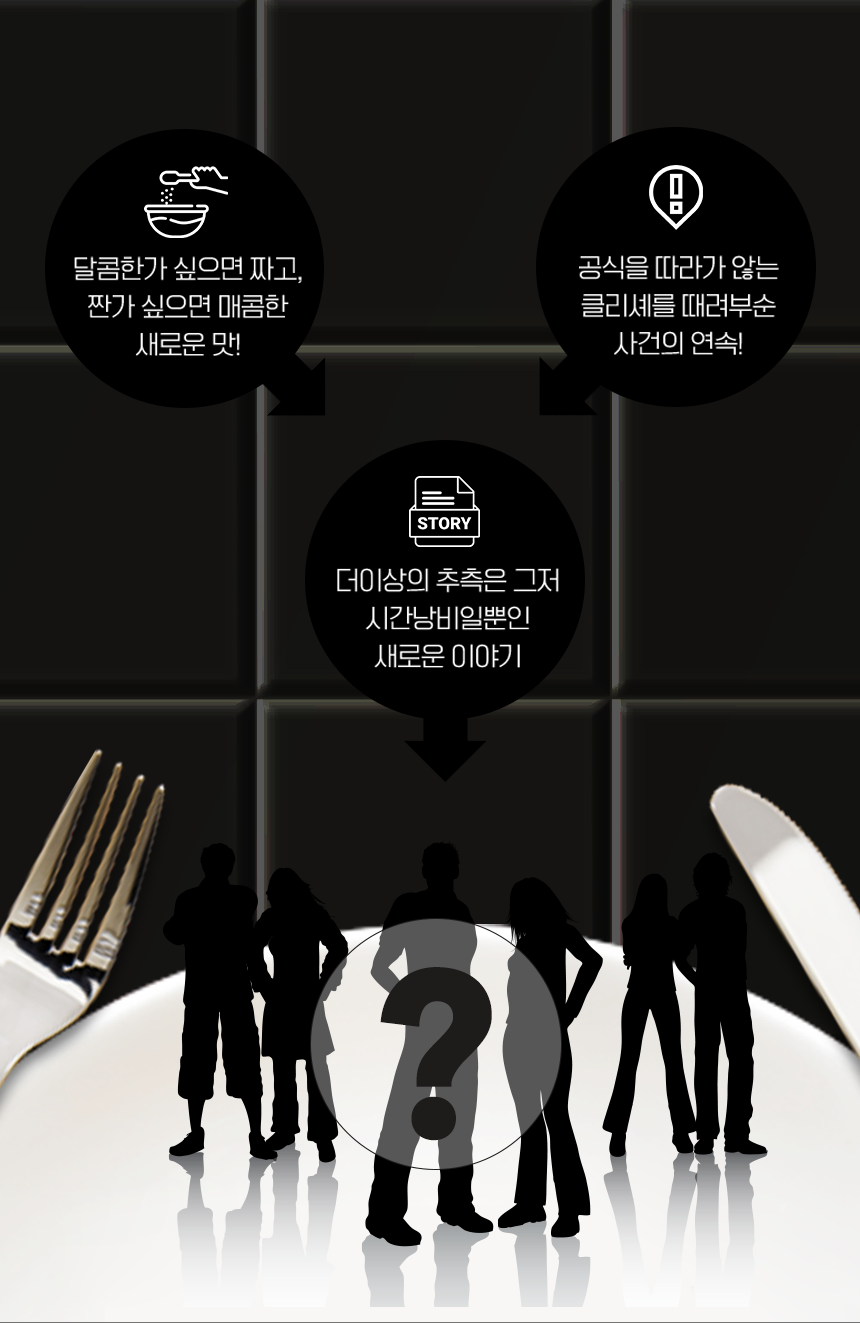 달콤한가 싶으면 짜고,
짠가 싶으면 매콤한
새로운 맛!
공식을 따라가 않는
클리셰를 때려부순
사건의 연속!
STORY
더이상의 추측은 그저
시간낭비일뿐인
새로운 이야기
?